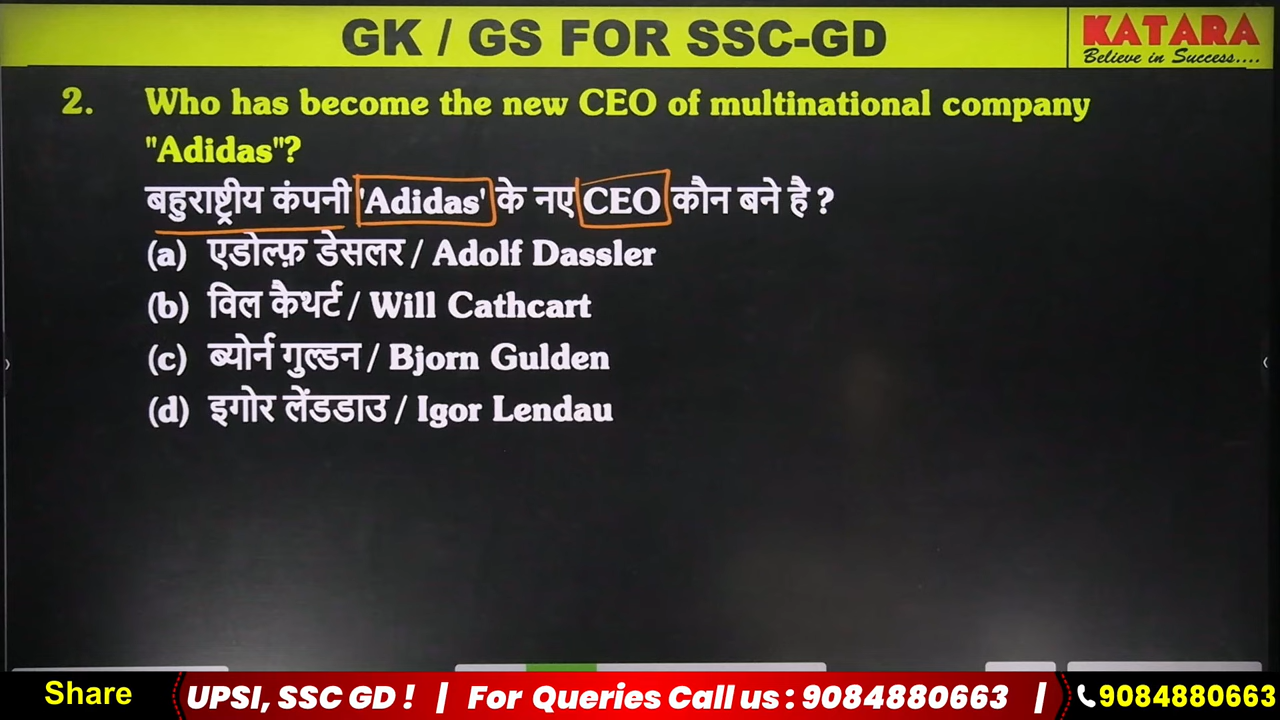 GK / GS FOR SSC-GD
KATARA
Believe in Success....
2. Who has become the new CEO of multinational company
"Adidas"?
बहुराष्ट्रीय कंपनी 'Adidas' के नए CEO कौन बने है ?
(a) एडोल्फ़ डेसलर / Adolf Dassler
(b) विल कैथर्ट / Will Cathcart
(c) ब्योर्न गुल्डन / Bjorn Gulden
(d) इगोर लेंडडाउ / Igor Lendau
Share UPSI, SSC GD ! | For Queries Call us : 9084880663 | 9084880663